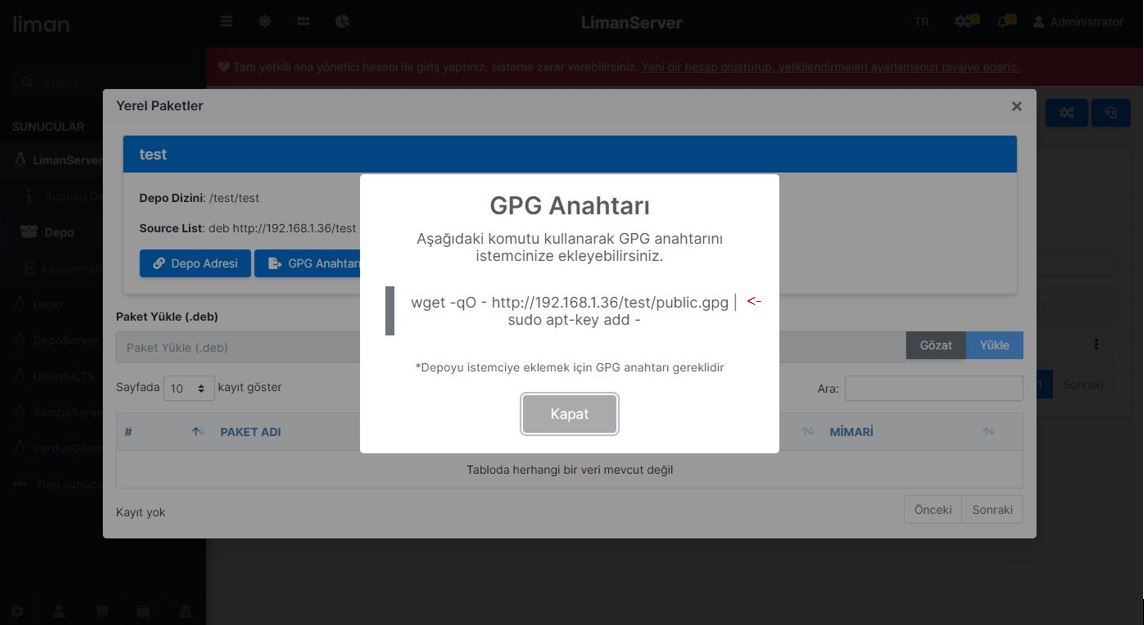 liman
LimanServer
TR
Administrator
Tam yetkili ana yönetici hesabı ile giriş yaptınız, sisteme zarar verebilirsiniz. Yeni bir hesap oluşturup, yetkilendirmeleri ayarlamanızı tavsiye ederiz.
Arama
SUNUCULAR
LimanServer
Sunucu De
Depo
Logoperati
Depo
DepoServer
UbuntuLTS
SambaServe
PardusGnom
Tüm sunucu
Yerel Paketler
test
Depo Dizini: /test/test
Source List: deb http://192.168.1.36/test
Depo Adresi
GPG Anahtarı
Paket Yükle (.deb)
Paket Yükle (.deb)
Gözat
Yükle
Sayfada 10 kayıt göster
Ara:
# PAKET ADI MİMARİ
Tabloda herhangi bir veri mevcut değil
Kayıt yok
Önceki Sonraki
1 Sonraki
GPG Anahtarı
Aşağıdaki komutu kullanarak GPG anahtarını
istemcinize ekleyebilirsiniz.
wget -qO - http://192.168.1.36/test/public.gpg | <-
sudo apt-key add -
*Depoyu istemciye eklemek için GPG anahtarı gereklidir
Kapat